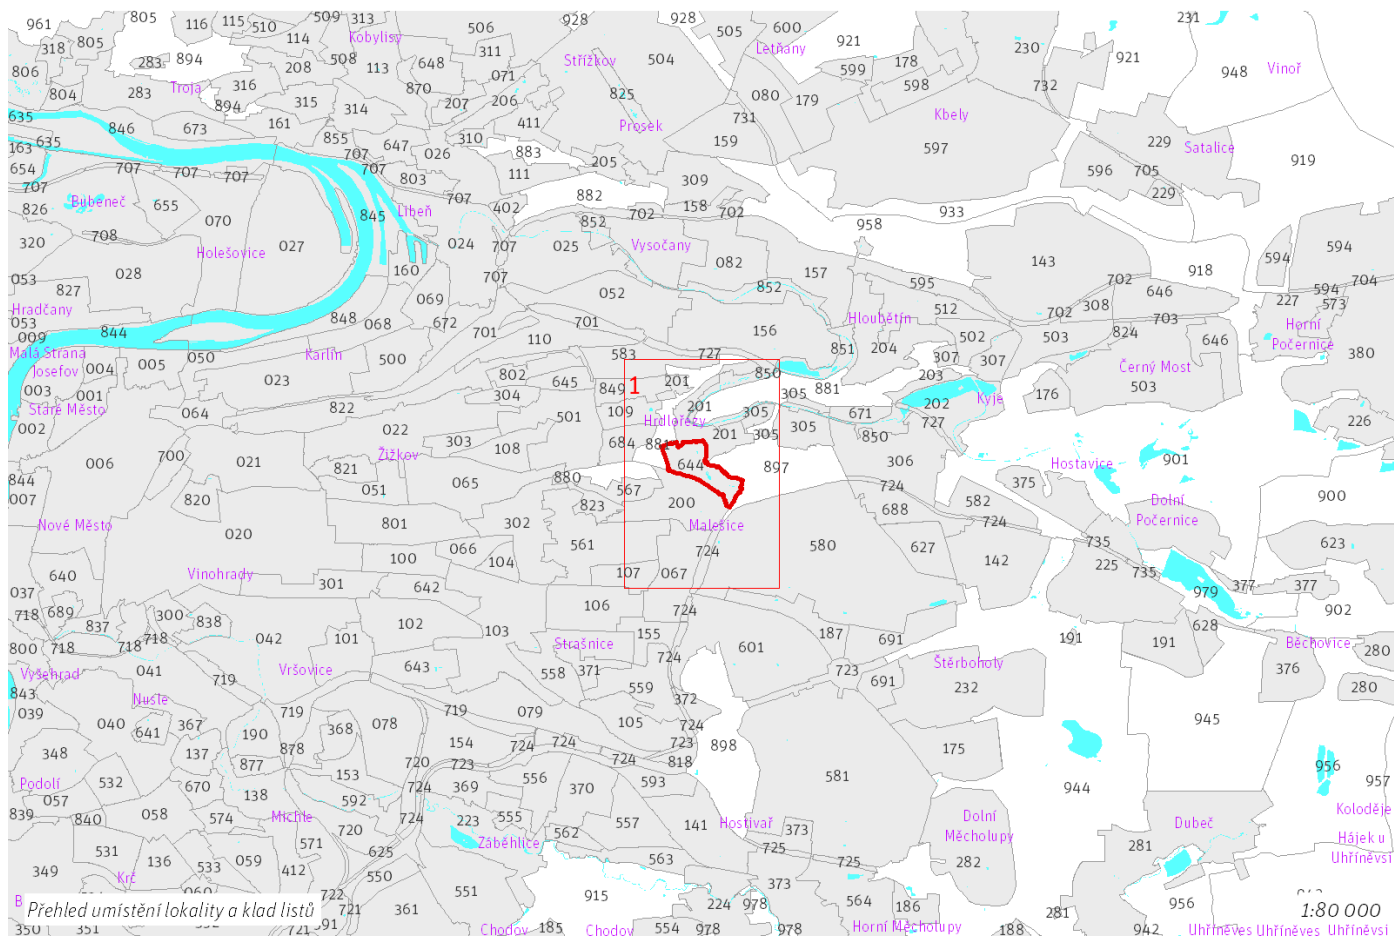 961 805 116 115 510 509 313 506 928 928 505 600 231
318 805 114 Kobylisy 311 Letňany 921 230
283 894 508 Střížkov 504 178 921 948 Vinoř
806 208 113 648 071 599
804 283 Troja 316 870 825 080 179 598 732
894 315 314 207 206 731 Kbely
635 846 673 161 411 Prosek
163 635 855 707 647 026 310 883 205 159 597 229 Satalice
654 707 707 707 707 803 111 309 596 705 919
707 Bubeneč 655 707 882 229
826 070 845 Libeň 402 852 702 158 702 958 933
320 708 Holešovice 027 024 707 025 Vysočany 143 594 594
053 028 160 707 082 157 918
827 069 052 852 595 702 646 594 704
Hradčany 848 068 672 701 701 512 702 308 703 227 573
053 009 844 110 156 Hloubětín 502 503 824 Horní
Malá Strana 005 050 Karlín 500 583 727 851 204 307 307 646 Počernice 380
Josefov 004 023 802 645 849 1 201 850 203 Černý Most
003 001 304 881 305 202 Kyje 176 503
Staré Město 064 822 501 109 201 305 671 226
002 022 303 108 Hrdlořezy 305 727
006 700 021 Žižkov 684 881 201 305 850
821 065 880 644 897 306 Hostavice 901
844 007 820 051 823 567 200 724 582 375 900
Nové Město 020 801 302 Malešice 688 724 Dolní
Počernice
561 724 580 627 142 735 623
100 066 104 225 735
640 Vinohrady 301 642 107 067 979 377 377
037 718 689 300 838 106 724 902
837 718 042 101 102 103 155 187 691 191 191 628 Běchovice
800 718 718 Strašnice 601 280
Vyšehrad 041 719 Vršovice 643 558 371 724 723 Štěrboholy 376
843 Nusle 559 372 691 232 280
039 040 367 719 078 719 079 105 724 945
641 190 368 154 724 724 723 898
348 137 878 720 723 724 818 175 956
Podolí 532 877 153 369 556 370 593 581 944 957
057 670 138 592 724
839 840 058 574 Michle 724 223 555 557 141 Hostivař 373 Dolní Dubeč Koloděje
531 571 720 Záběhlice 562 Měcholupy Hájek u
349 136 533 059 412 625 563 725 725 282 281 Uhříněvsi
Krč 550 551 915 373
722 361 224 978 564 186 956
Přehled umístění lokality a klad listů 721 281 1:80 000
350 351 721 Chodov 185 Chodov 554 978 978 Horní Měcholupy 188 942 Uhříněves Uhříněves Uhříněvsi